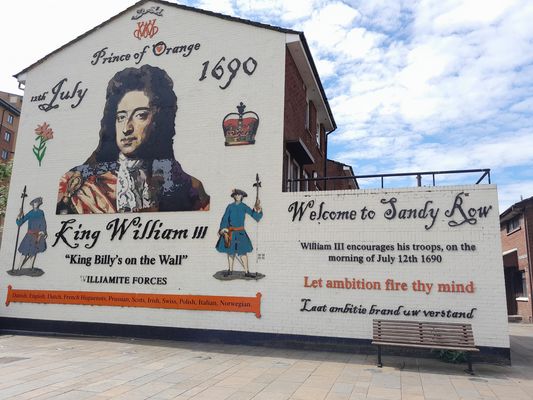 Prince of Orange
12th July
1690
King William III
"King Billy's on the Wall"
WILLIAMITE FORCES
Danish, English, Dutch, French Huguenots, Prussian, Scots, Irish, Swiss, Polish, Italian, Norwegian.
Welcome to Sandy Row
William III encourages his troops, on the
morning of July 12th 1690
Let ambition fire thy mind
Laat ambitie brand uw verstand